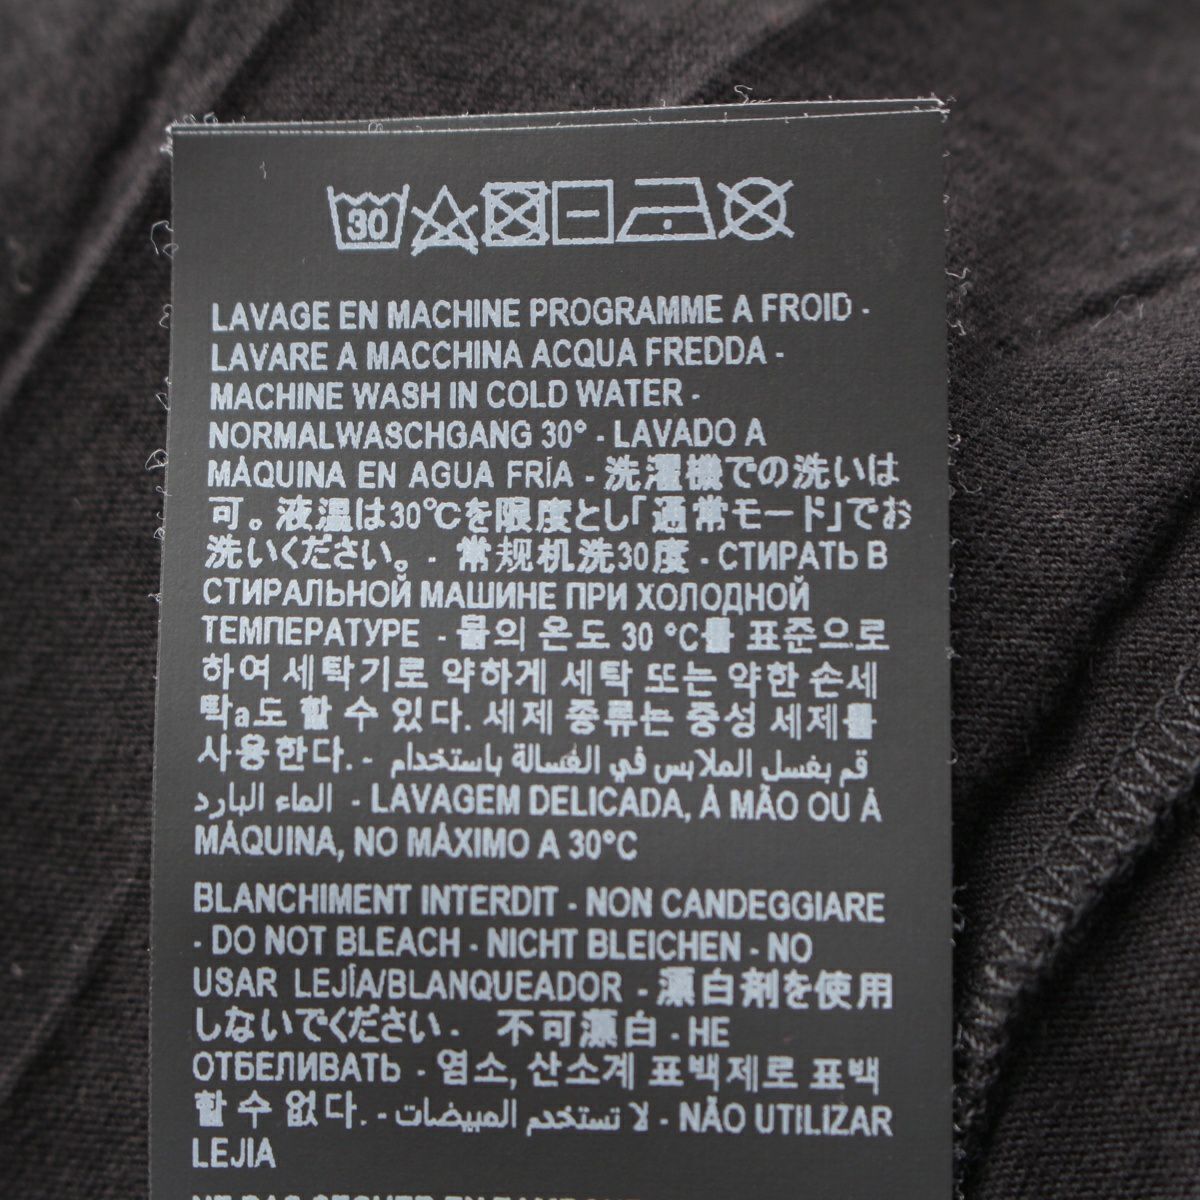 30
LAVAGE EN MACHINE PROGRAMME A FROID -
LAVARE A MACCHINA ACQUA FREDDA -
MACHINE WASH IN COLD WATER -
NORMALWASCHGANG 30° - LAVADO A
MÁQUINA EN AGUA FRÍA - 洗濯機での洗いは
可。液温は30℃を限度とし「通常モード」でお
洗いください。 - 常规机洗30度 - СТИРАТЬ В
СТИРАЛЬНОЙ МАШИНЕ ПРИ ХОЛОДНОЙ
ТЕМПЕРАТУРЕ - 물의 온도 30 °C를 표준으로
하여 세탁기로 약하게 세탁 또는 약한 손세
탁a도 할 수 있다. 세제 종류는 중성 세제를
사용한다. - قم بغسل الملابس في الغسالة باستخدام
الماء البارد - LAVAGEM DELICADA, À MÃO OU À
MÁQUINA, NO MÁXIMO A 30°C
BLANCHIMENT INTERDIT - NON CANDEGGIARE
- DO NOT BLEACH - NICHT BLEICHEN - NO
USAR LEJÍA/BLANQUEADOR - 漂白剤を使用
しないでください - 不可漂白 - НЕ
ОТБЕЛИВАТЬ - 염소, 산소계 표백제로 표백
할 수 없다. - لا تستخدم المبيضات - NÃO UTILIZAR
LEJIA